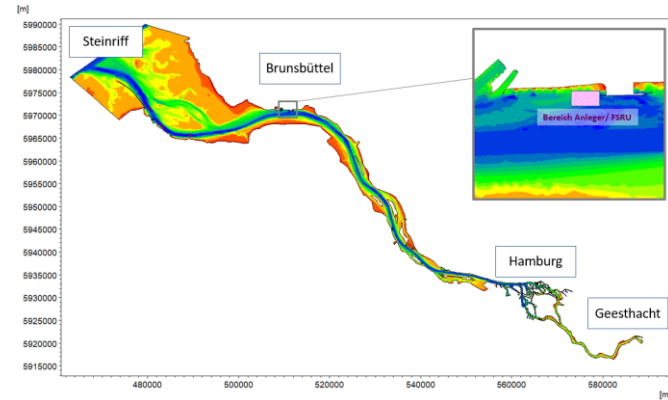 [m]
5990000
5985000
5980000
5975000
5970000
5965000
5960000
5955000
5950000
5945000
5940000
5935000
5930000
5925000
5920000
5915000
Steinriff
Brunsbüttel
Bereich Anleger/ FSRU
Hamburg
Geesthacht
480000 500000 520000 540000 560000 580000
[m]